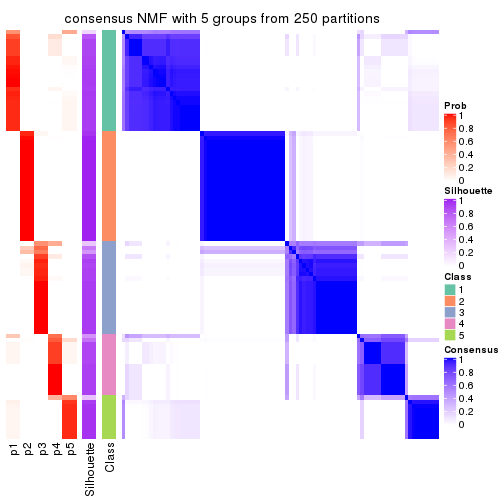 consensus NMF with 5 groups from 250 partitions
Prob
1
0.8
0.6
0.4
0.2
0
Silhouette
1
0.8
0.6
0.4
0.2
0
Class
1
2
3
4
5
Consensus
1
0.8
0.6
0.4
0.2
0
p1
p2
p3
p4
p5
Silhouette
Class